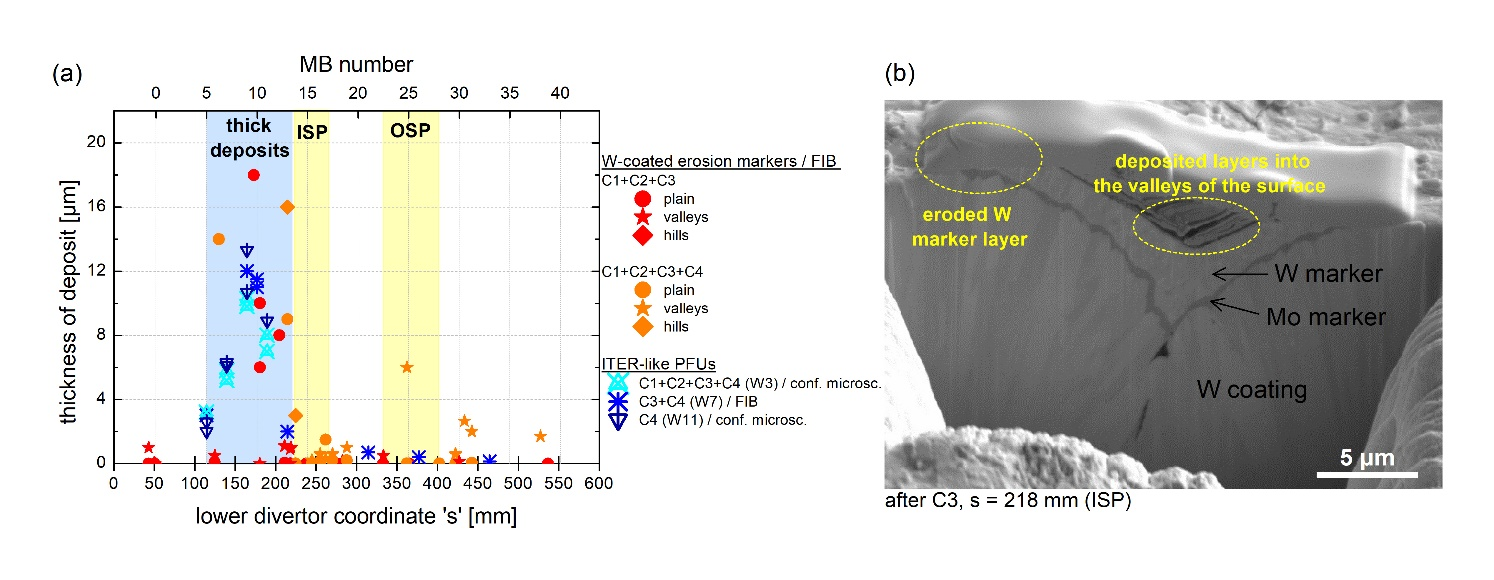 (a)
MB number
0 5 10 15 20 25 30 35 40
thick
deposits
ISP
OSP
thickness of deposit [µm]
20
16
12
8
4
0
0 50 100 150 200 250 300 350 400 450 500 550 600
lower divertor coordinate 's' [mm]
W-coated erosion markers / FIB
C1+C2+C3
plain
valleys
hills
C1+C2+C3+C4
plain
valleys
hills
ITER-like PFUs
C1+C2+C3+C4 (W3) / conf. microsc.
C3+C4 (W7) / FIB
C4 (W11) / conf. microsc.
(b)
deposited layers into
the valleys of the surface
eroded W
marker layer
W marker
Mo marker
W coating
5 µm
after C3, s = 218 mm (ISP)